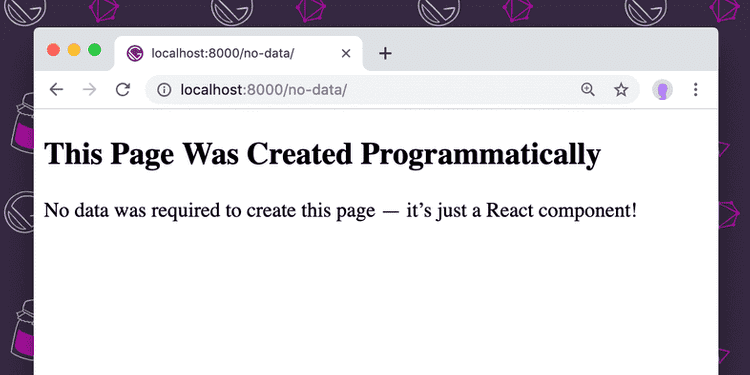 localhost:8000/no-data/
localhost:8000/no-data/
This Page Was Created Programmatically
No data was required to create this page — it’s just a React component!